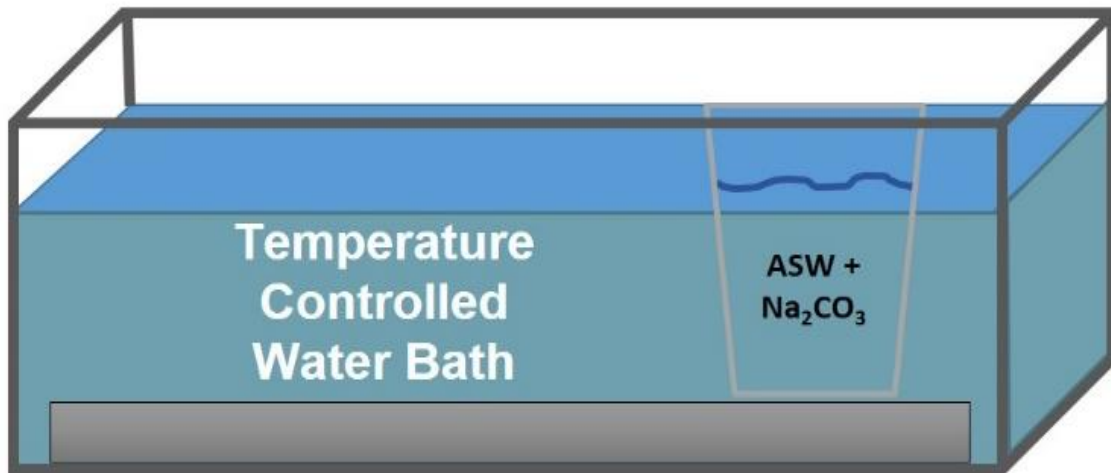 Temperature
Controlled
Water Bath
ASW +
Na₂CO₃